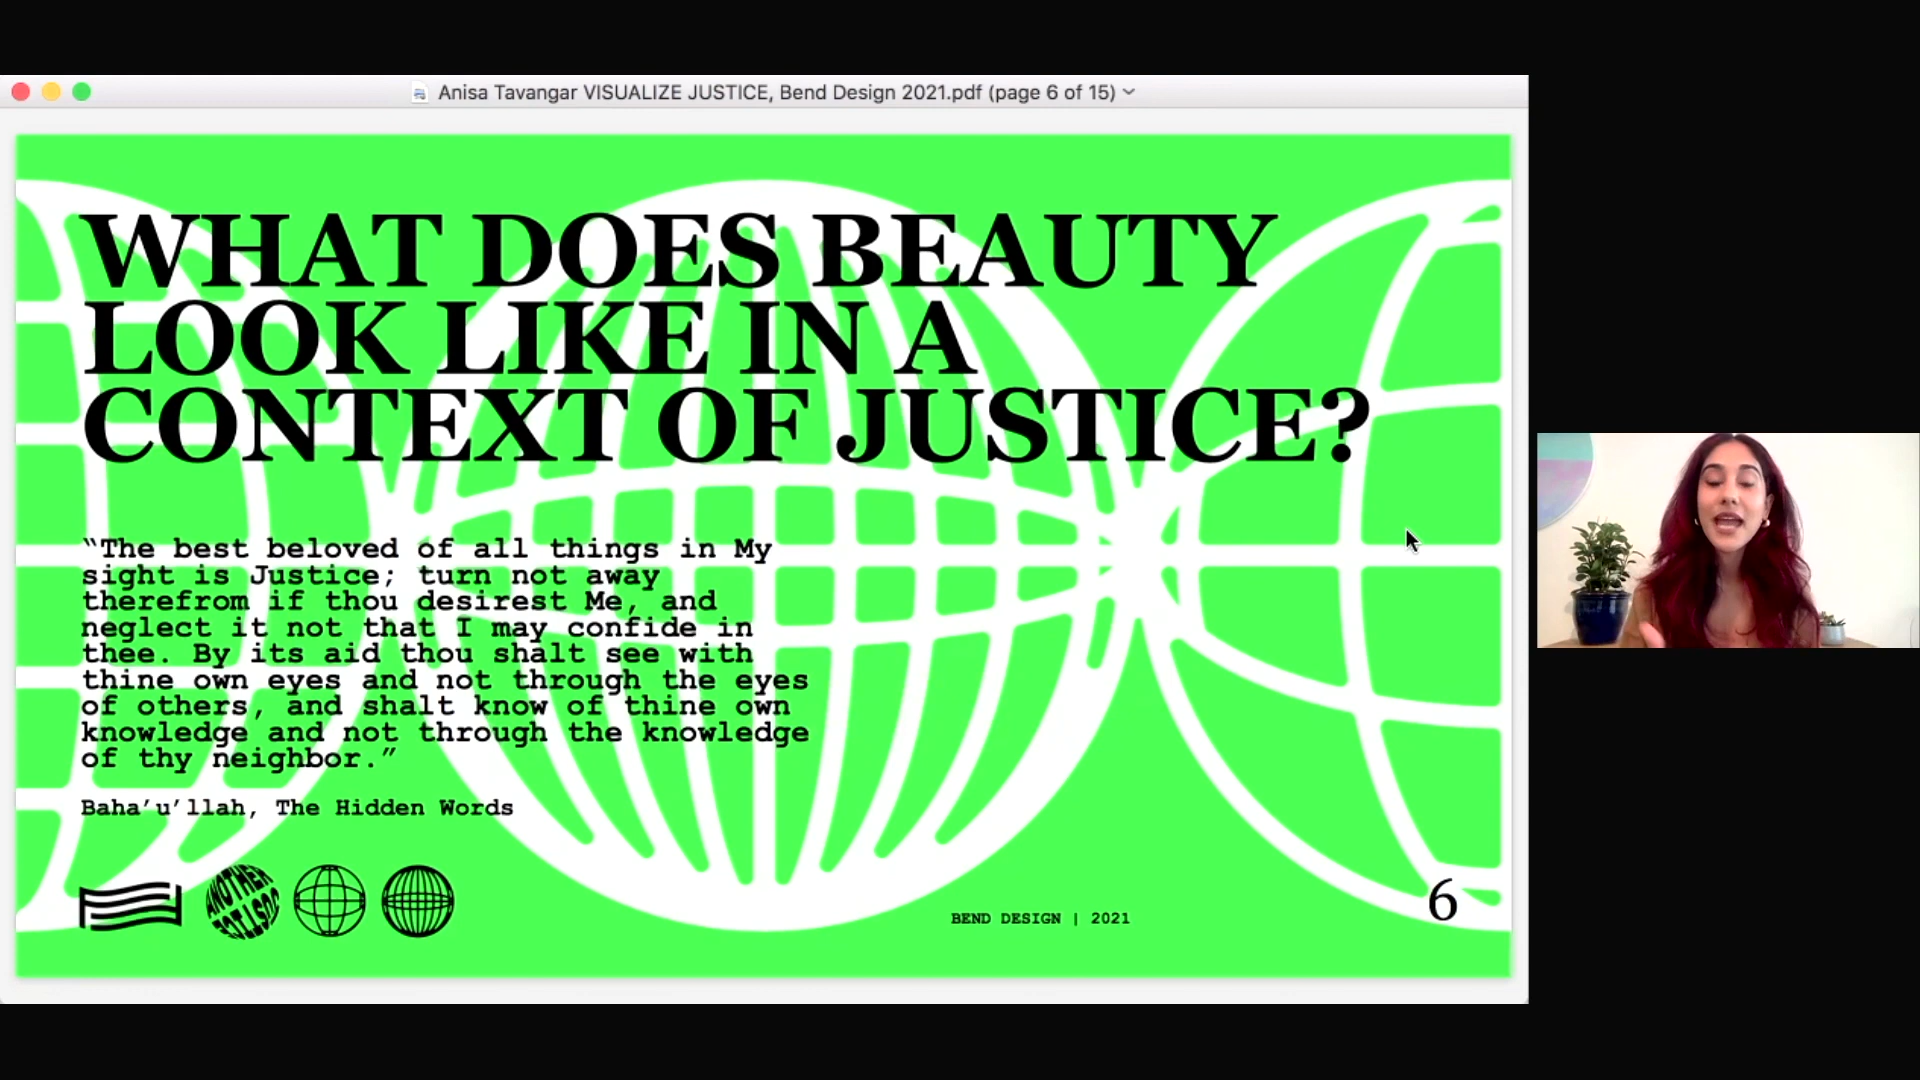 Anisa Tavangar VISUALIZE JUSTICE, Bend Design 2021.pdf (page 6 of 15)
WHAT DOES BEAUTY
LOOK LIKE IN A
CONTEXT OF JUSTICE?
“The best beloved of all things in My
sight is Justice; turn not away
therefrom if thou desirest Me, and
neglect it not that I may confide in
thee. By its aid thou shalt see with
thine own eyes and not through the eyes
of others, and shalt know of thine own
knowledge and not through the knowledge
of thy neighbor.”
Baha’u’llah, The Hidden Words
ANOTHER
JUSTICE
BEND DESIGN | 2021
6